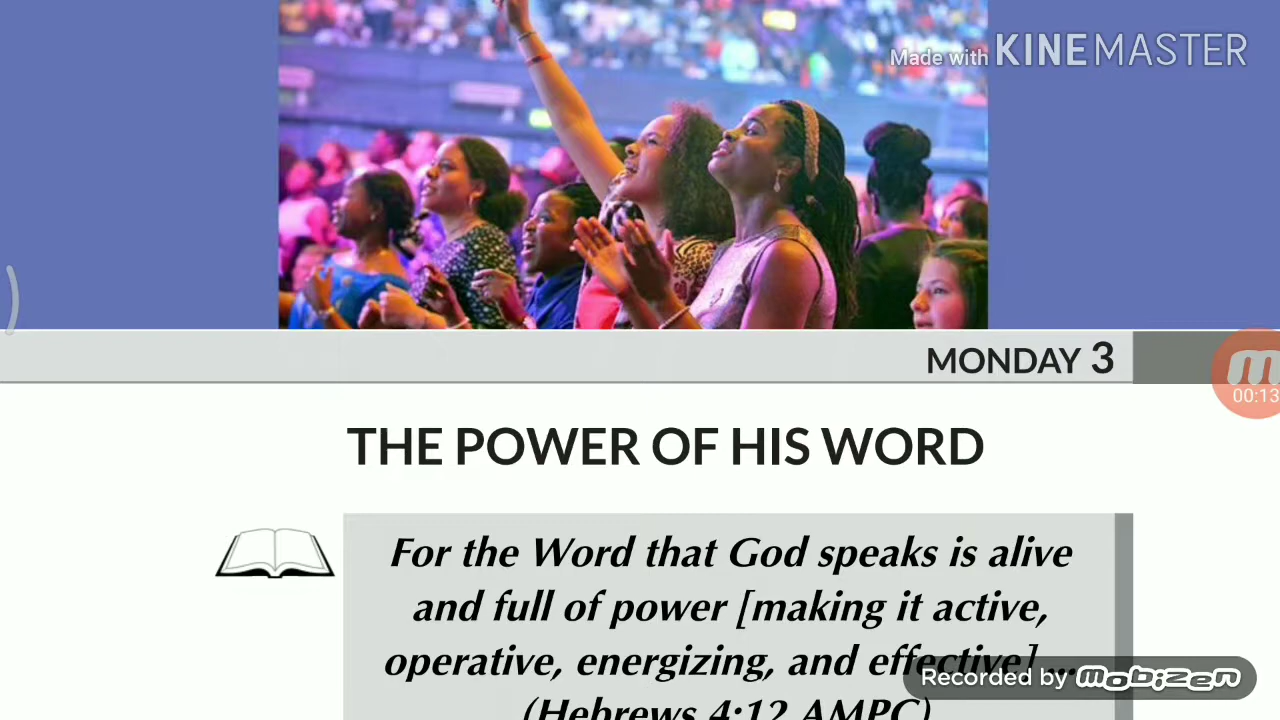 Made with KINEMASTER
MONDAY 3
00:13
THE POWER OF HIS WORD
For the Word that God speaks is alive
and full of power [making it active,
operative, energizing, and effective] ...
Recorded by mobizen
(Hebrews 4:12 AMPC)